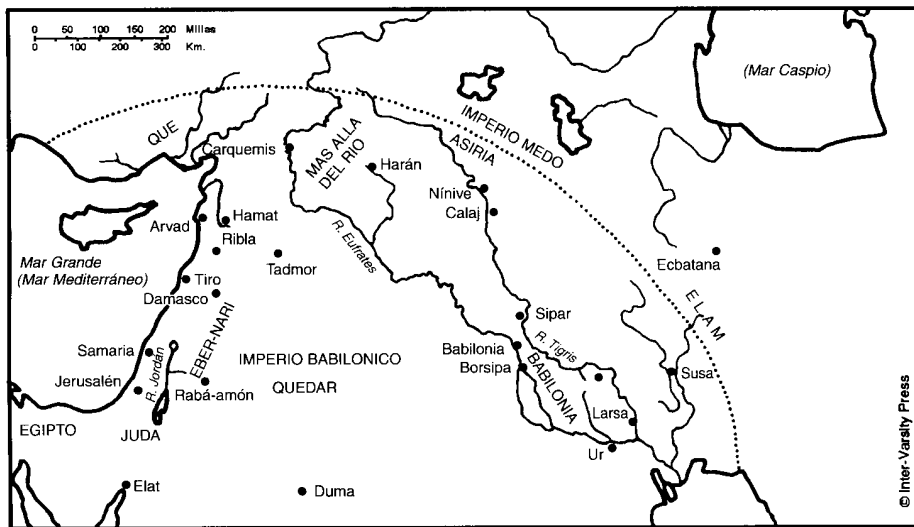 0 50 100 150 200 Millas
0 100 200 300 Km.
(Mar Caspio)
QUE
IMPERIO MEDO
ASIRIA
Carquemis
MAS ALLA
DEL RIO
Harán
Nínive
Calaj
Arvad
Hamat
Ribla
Mar Grande
(Mar Mediterráneo)
Tadmor
R. Eufrates
Ecbatana
Tiro
Damasco
ELAM
Sipar
EBER-NARI
R. Tigris
Samaria
IMPERIO BABILONICO
Babilonia
Borsipa
BABILONIA
Jerusalén
R. Jordán
Rabá-amón
QUEDAR
Susa
Larsa
EGIPTO
JUDA
Ur
Elat
Duma
© Inter-Varsity Press